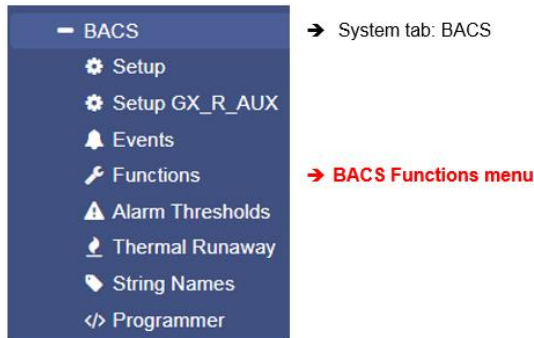 BACS
➔ System tab: BACS
Setup
Setup GX_R_AUX
Events
Functions
➔ BACS Functions menu
Alarm Thresholds
Thermal Runaway
String Names
</> Programmer